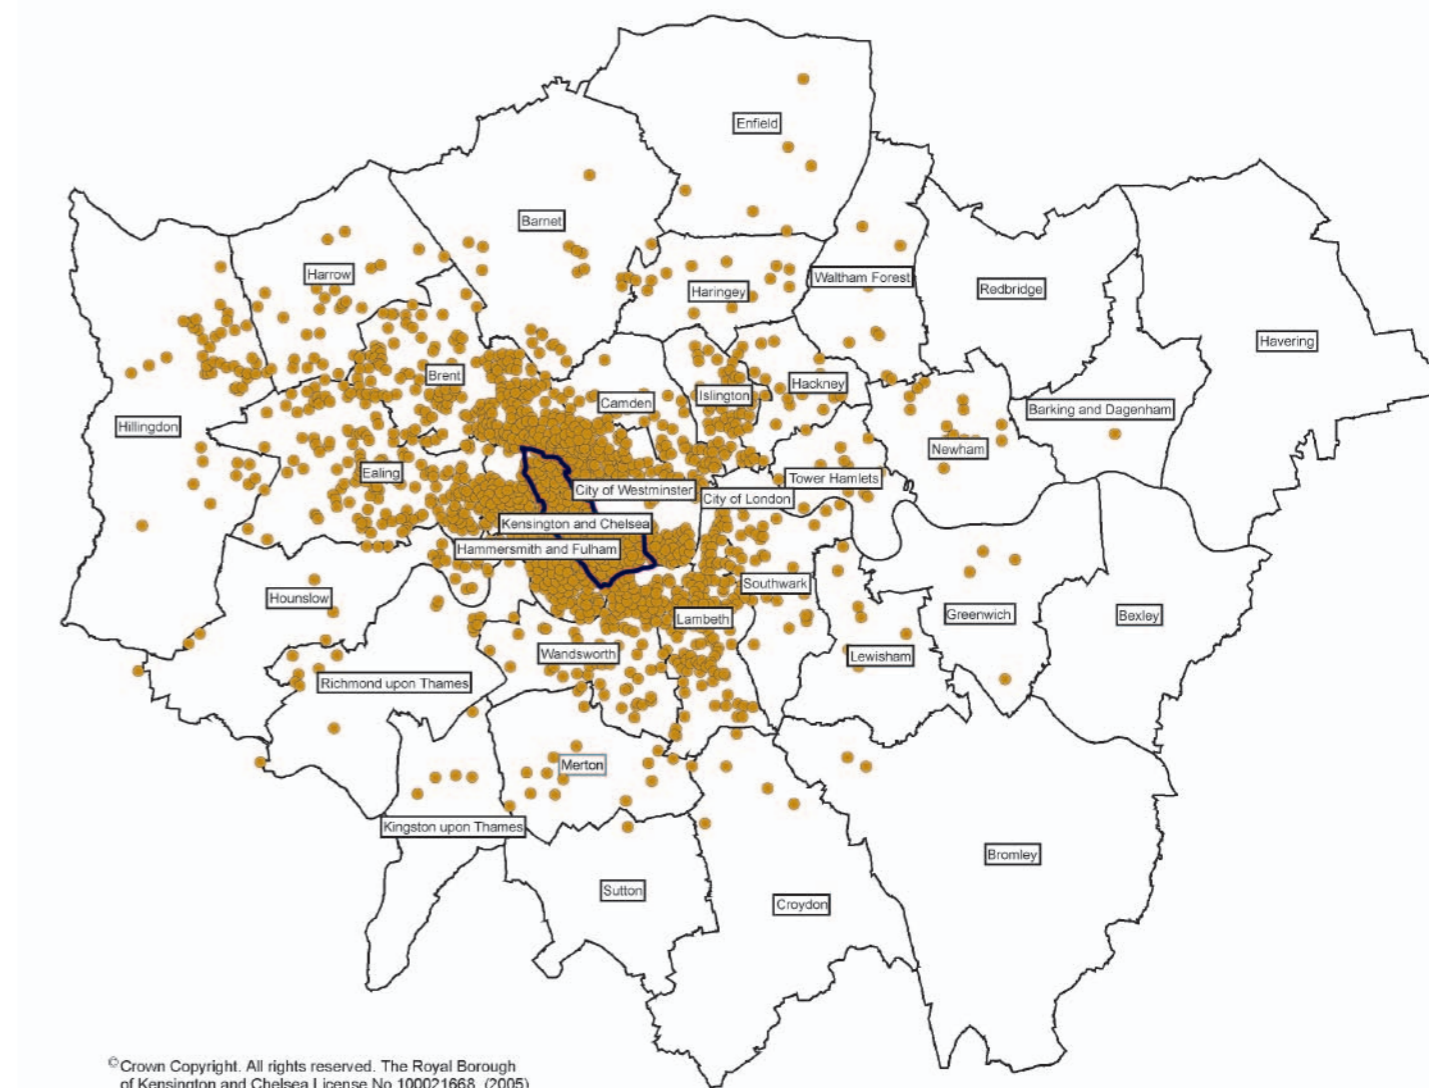 Enfield
Barnet
Harrow
Haringey
Waltham Forest
Redbridge
Havering
Brent
Camden
Islington
Hackney
Barking and Dagenham
Hillingdon
Newham
Ealing
Tower Hamlets
City of Westminster
City of London
Kensington and Chelsea
Hammersmith and Fulham
Southwark
Hounslow
Lambeth
Greenwich
Bexley
Wandsworth
Lewisham
Richmond upon Thames
Merton
Kingston upon Thames
Bromley
Sutton
Croydon
©Crown Copyright. All rights reserved. The Royal Borough
of Kensington and Chelsea License No 100021668. (2005)